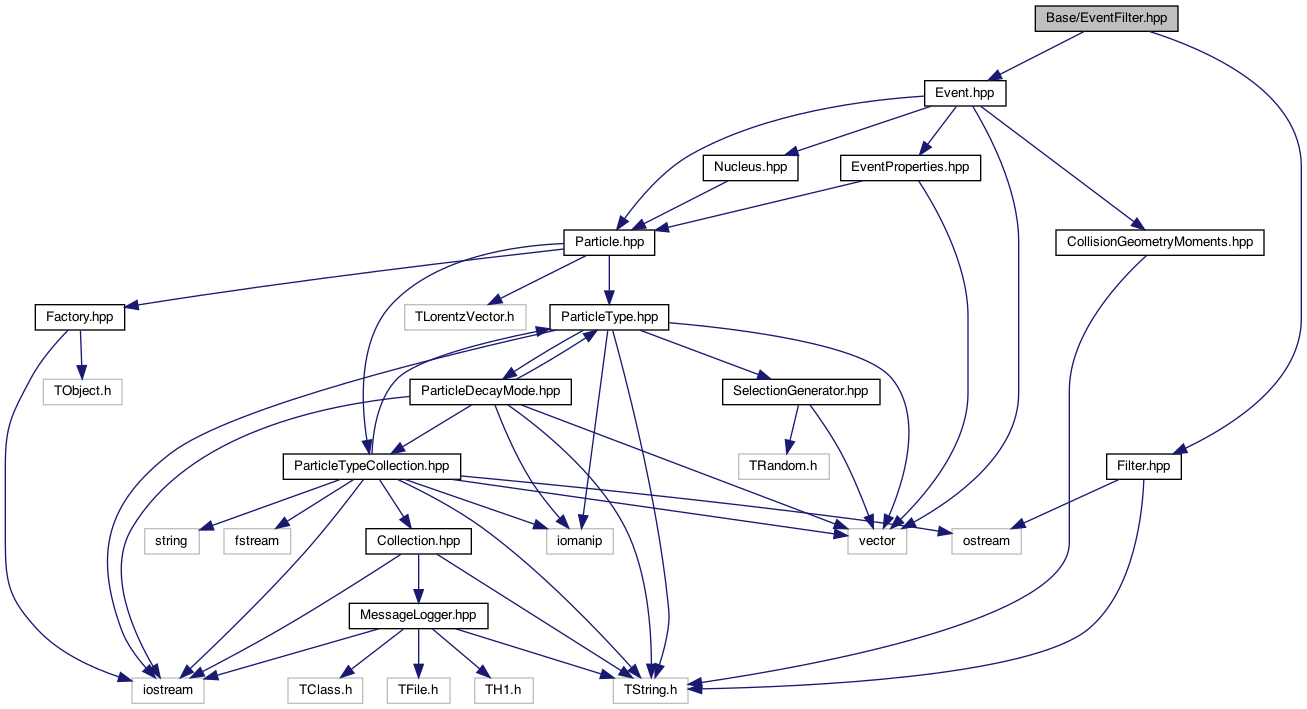 Base/EventFilter.hpp
Event.hpp
Nucleus.hpp
EventProperties.hpp
Particle.hpp
CollisionGeometryMoments.hpp
Factory.hpp
TLorentzVector.h
ParticleType.hpp
TObject.h
ParticleDecayMode.hpp
SelectionGenerator.hpp
ParticleTypeCollection.hpp
TRandom.h
Filter.hpp
string
fstream
Collection.hpp
iomanip
vector
ostream
MessageLogger.hpp
iostream
TClass.h
TFile.h
TH1.h
TString.h